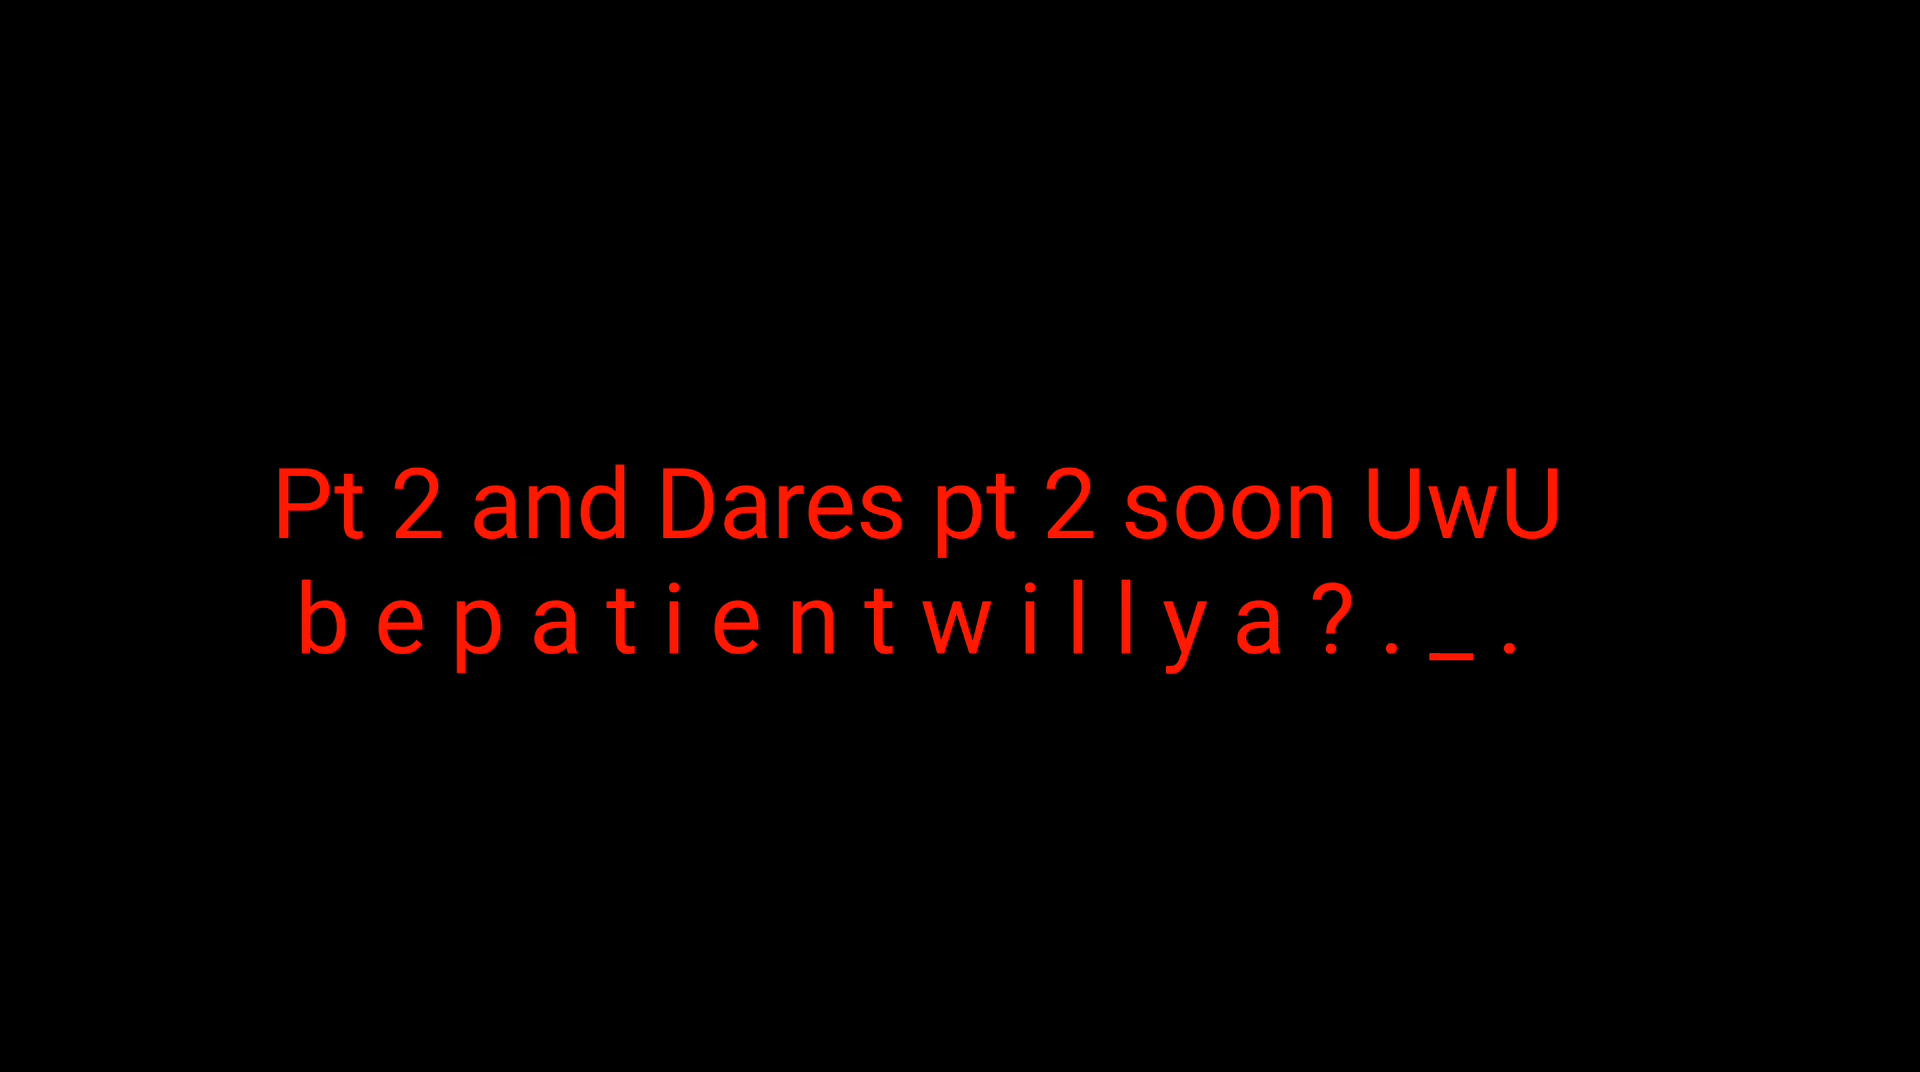 Pt 2 and Dares pt 2 soon UwU
b e p a t i e n t w i l l y a ? . _ .